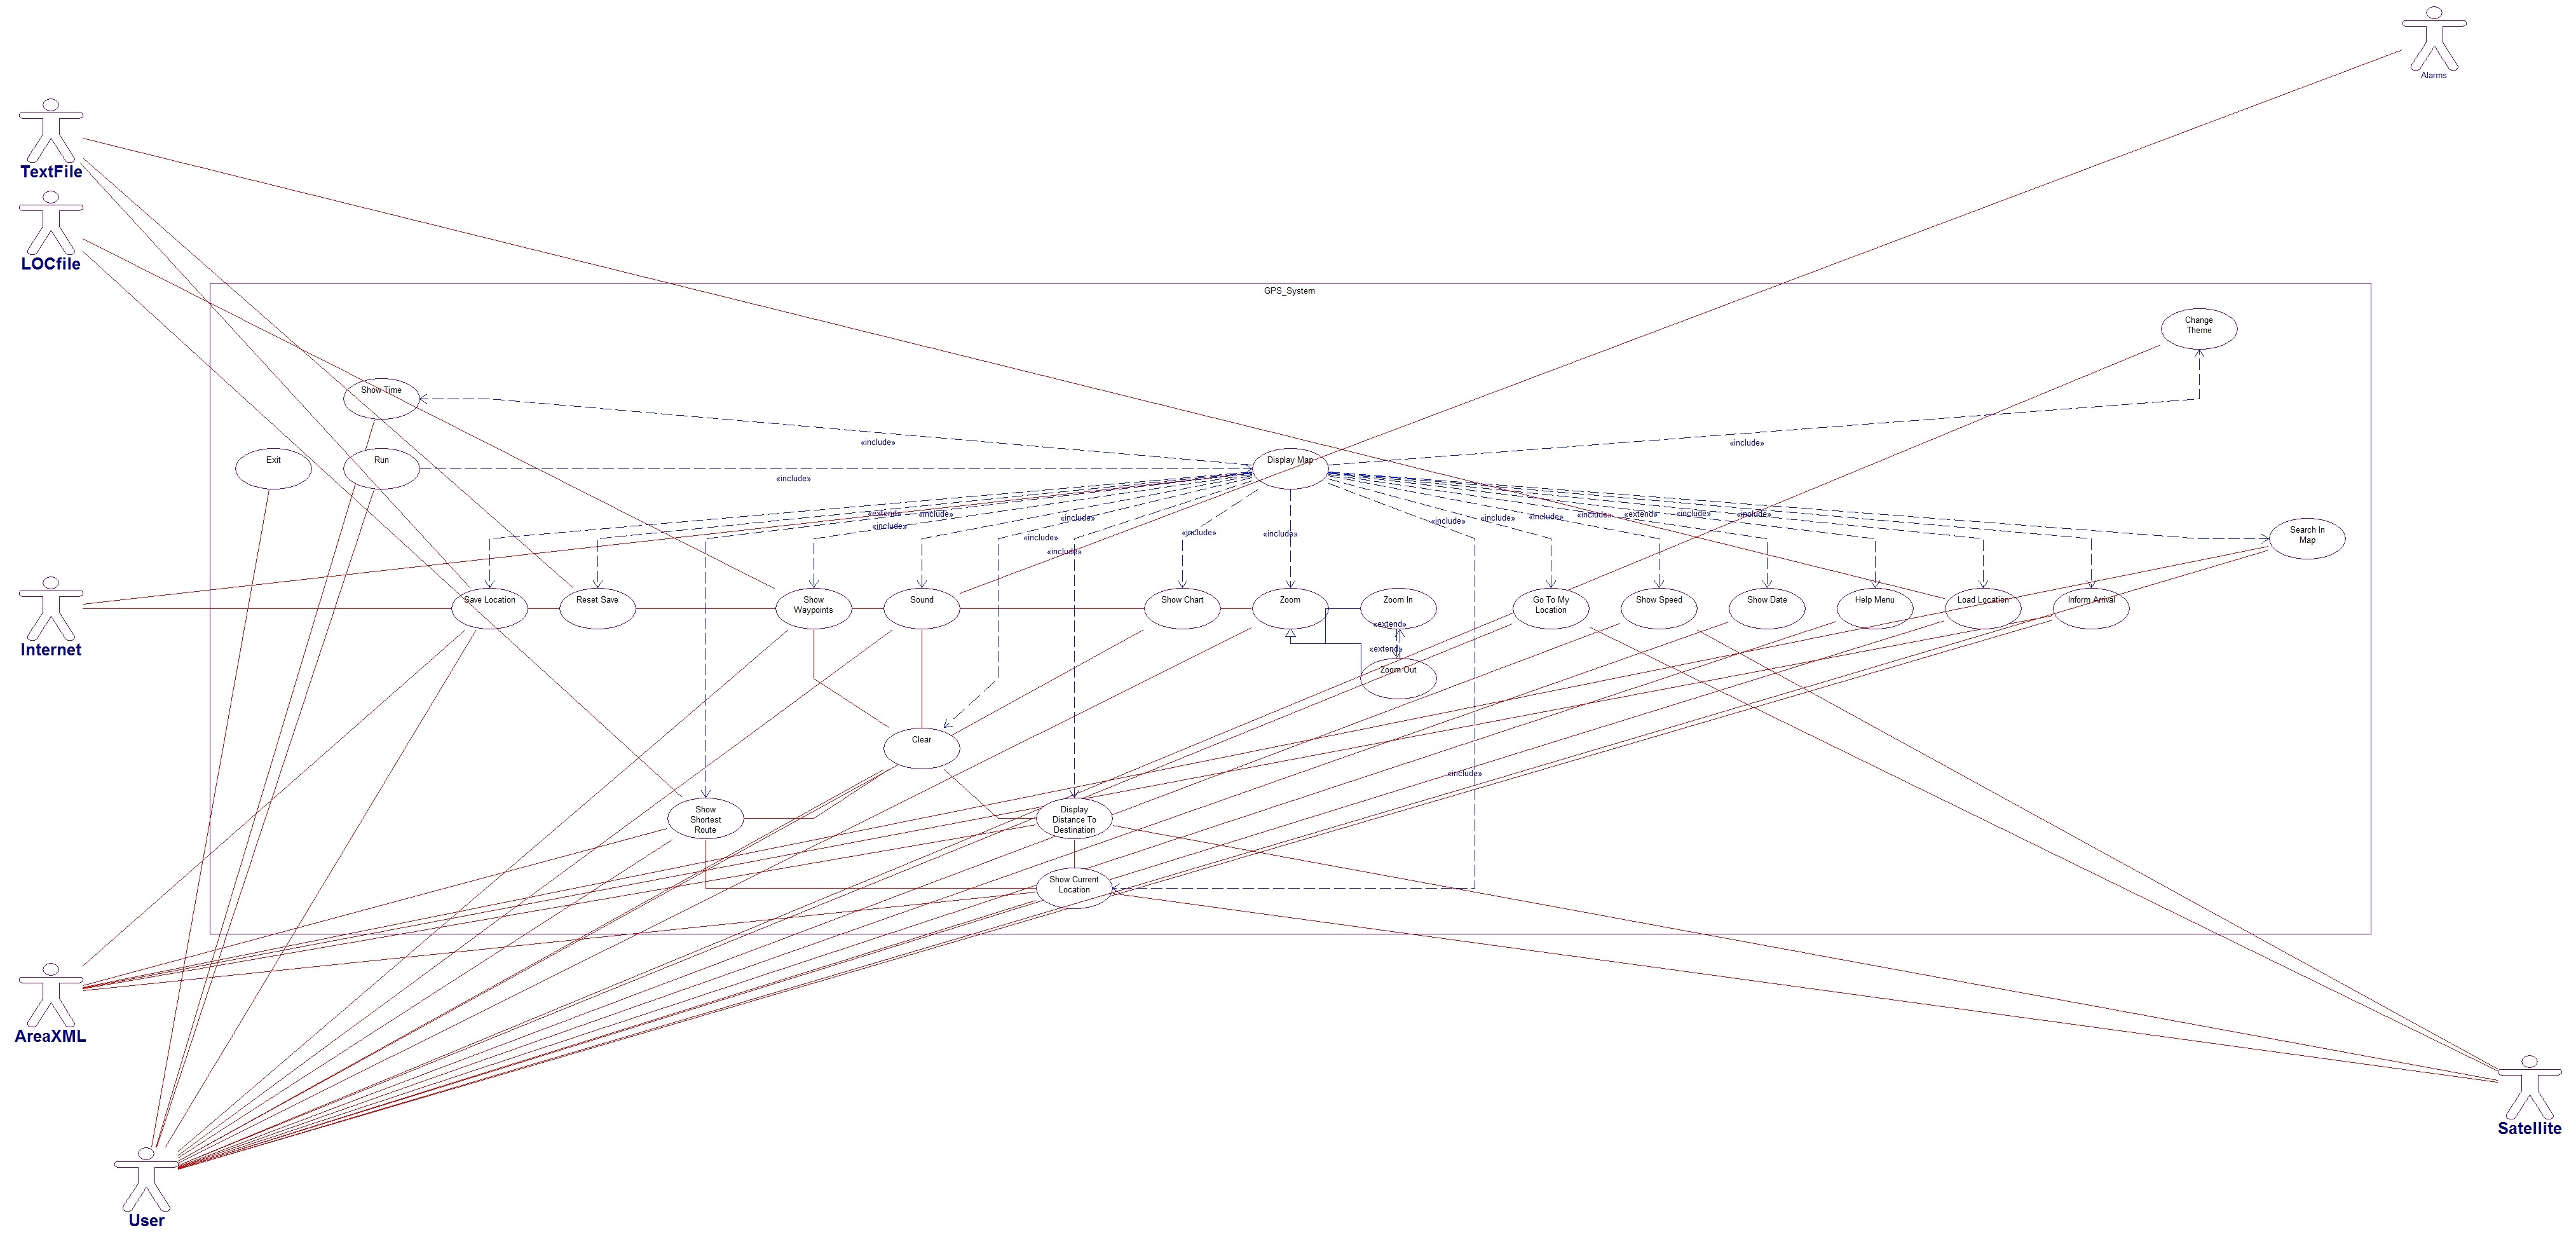 Alarms
TextFile
LOCfile
GPS_System
Change
Theme
Show Time
«include»
«include»
Exit
Run
Display Map
«include»
«extend»
«include»
«include»
«include»
«include»
«include»
«include»
«include»
«include»
«include»
«include»
«include»
«extend»
«include»
«include»
Search In
Map
Internet
Save Location
Reset Save
Show
Waypoints
Sound
Show Chart
Zoom
Zoom In
Go To My
Location
Show Speed
Show Date
Help Menu
Load Location
Inform Arrival
«extend»
«extend»
Zoom Out
Clear
«include»
Show
Shortest
Route
Display
Distance To
Destination
Show Current
Location
AreaXML
Satellite
User